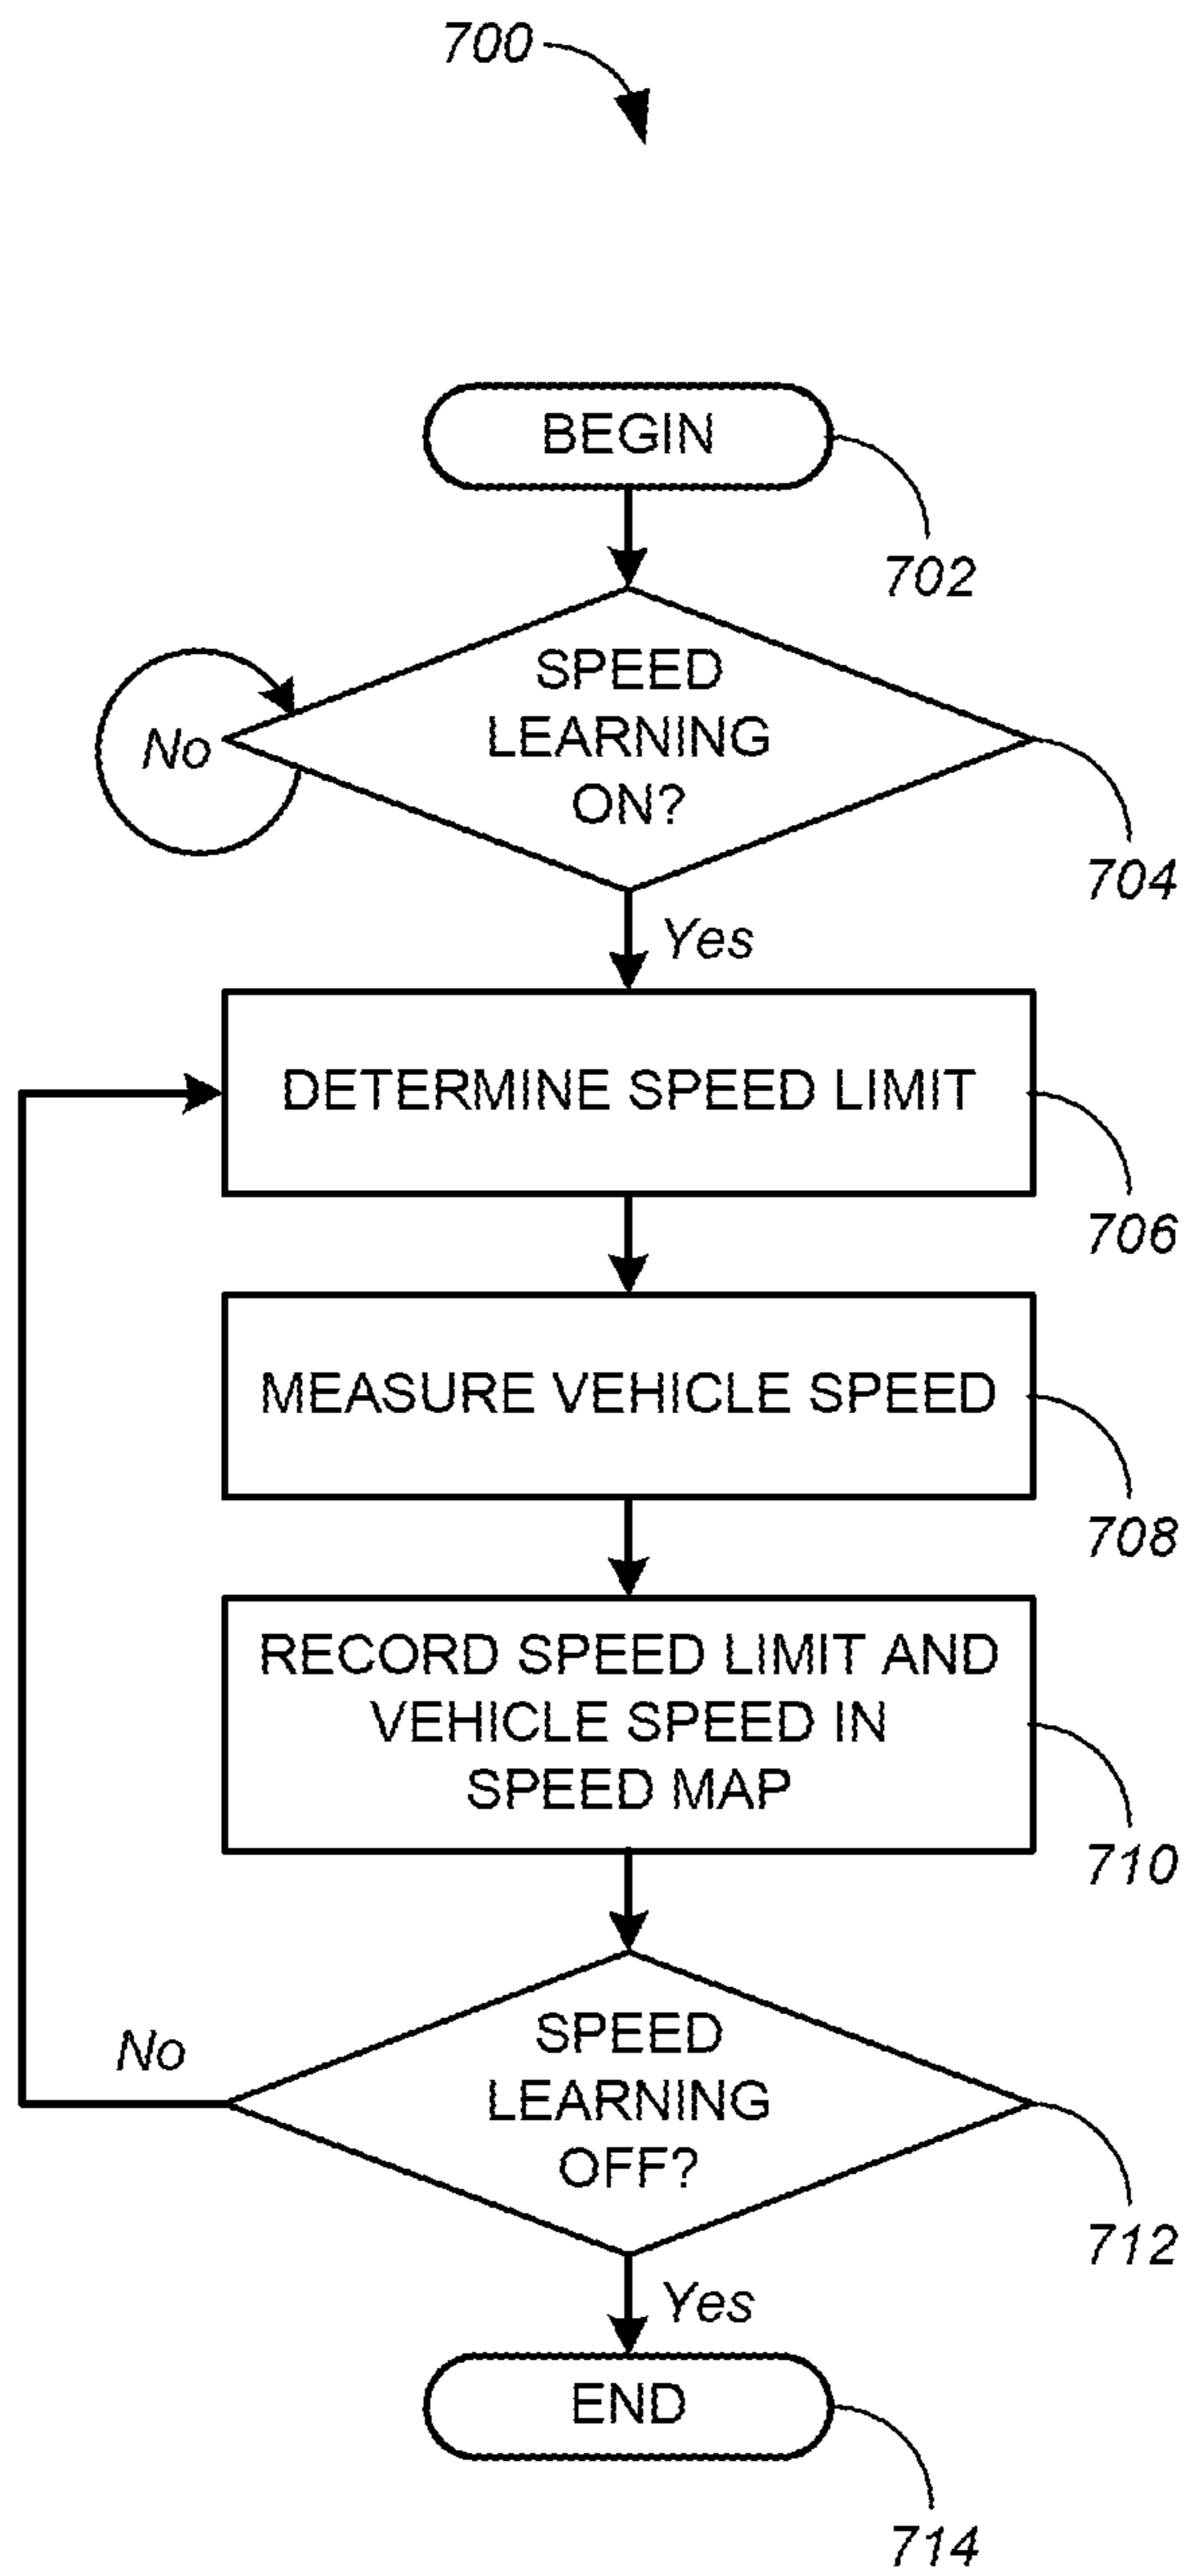 700
BEGIN
702
SPEED
LEARNING
ON?
No
704
Yes
DETERMINE SPEED LIMIT
706
MEASURE VEHICLE SPEED
708
RECORD SPEED LIMIT AND
VEHICLE SPEED IN
SPEED MAP
710
SPEED
LEARNING
OFF?
No
712
Yes
END
714